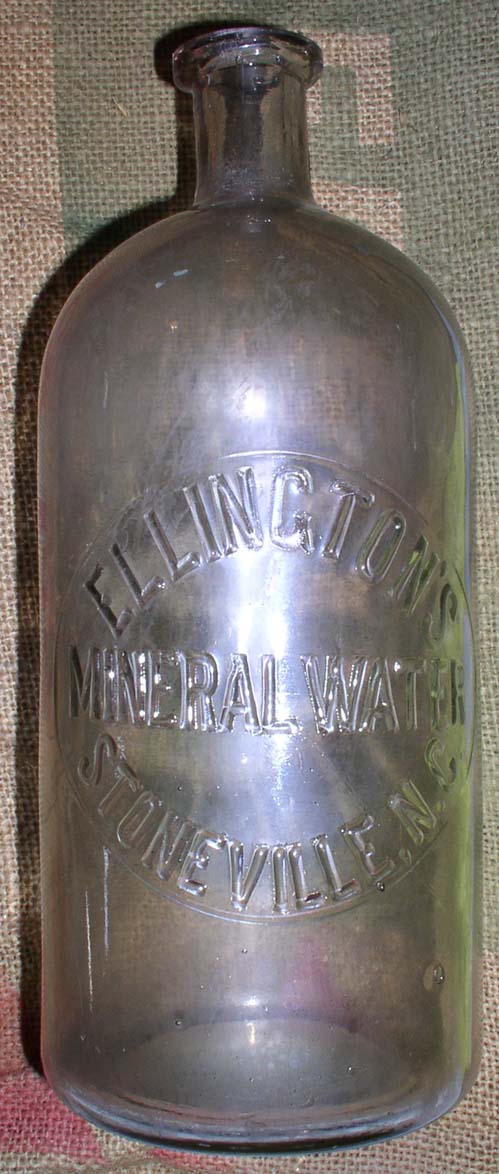 ELLINGTON'S
MINERAL WATER
STONEVILLE, N.C